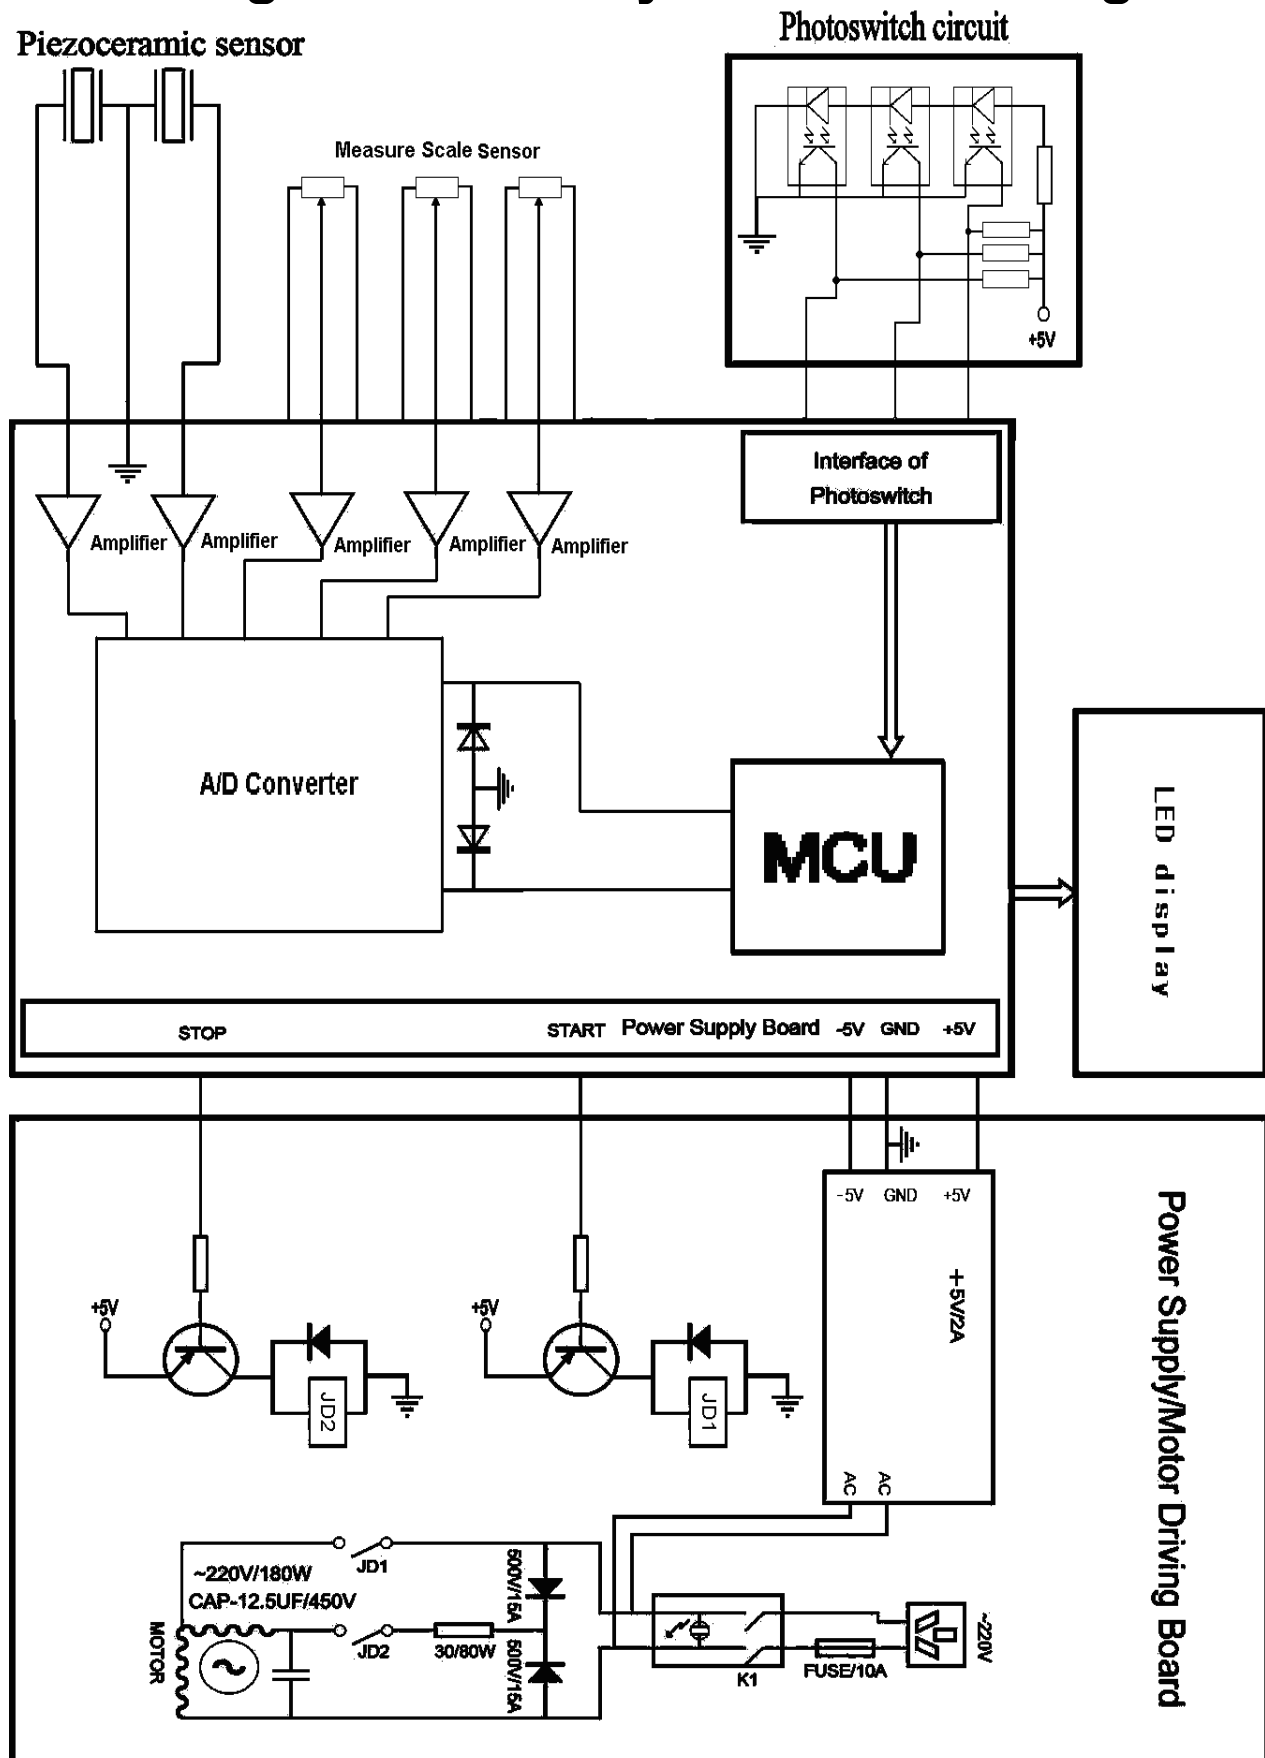 Piezoceramic sensor
Photoswitch circuit
Measure Scale Sensor
+5V
Interface of
Photoswitch
Amplifier
Amplifier
Amplifier
Amplifier
Amplifier
A/D Converter
MCU
LED display
STOP
START
Power Supply Board
-5V
GND
+5V
-5V
GND
+5V
+5V/2A
AC
AC
Power Supply/Motor Driving Board
+5V
JD2
+5V
JD1
~220V/180W
CAP-12.5UF/450V
MOTOR
JD1
JD2
30/80W
500V/15A
500V/15A
K1
FUSE/10A
~220V